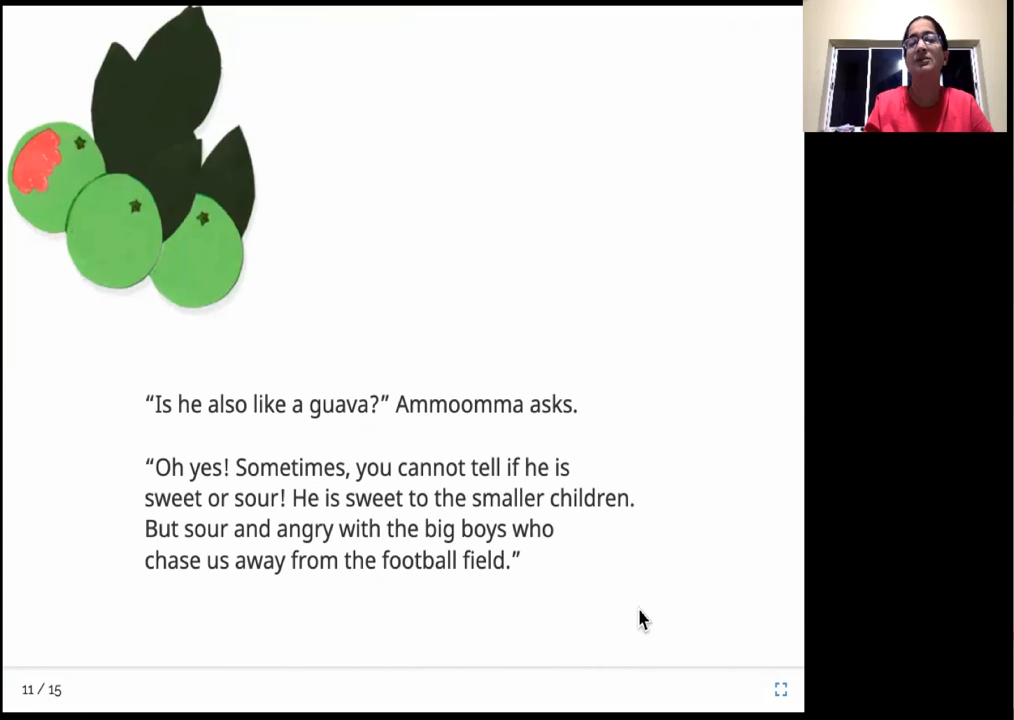 “Is he also like a guava?” Ammoomma asks.
“Oh yes! Sometimes, you cannot tell if he is
sweet or sour! He is sweet to the smaller children.
But sour and angry with the big boys who
chase us away from the football field.”
11 / 15